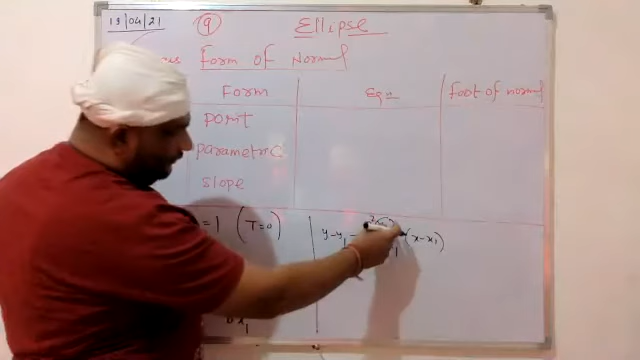 19/04/21 9 Ellipse
Form of Normal
Form Eqn foot of normal
point
parametric
slope
= 1 (T=0) y-y₁ = (x-x₁)